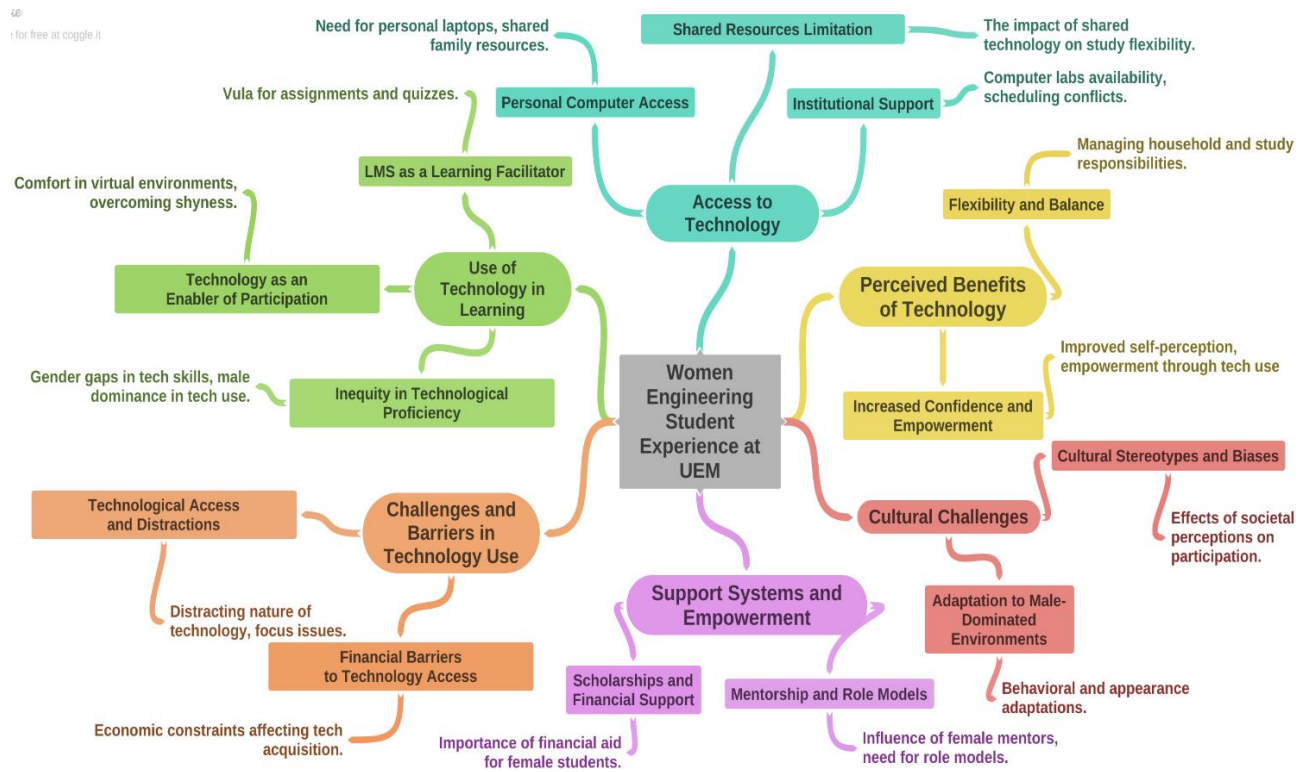 for free at coggle.it
Need for personal laptops, shared
family resources.
Shared Resources Limitation
The impact of shared
technology on study flexibility.
Vula for assignments and quizzes.
Personal Computer Access
Institutional Support
Computer labs availability,
scheduling conflicts.
Managing household and study
responsibilities.
LMS as a Learning Facilitator
Comfort in virtual environments,
overcoming shyness.
Access to
Technology
Flexibility and Balance
Technology as an
Enabler of Participation
Use of
Technology in
Learning
Perceived Benefits
of Technology
Gender gaps in tech skills, male
dominance in tech use.
Inequity in Technological
Proficiency
Women
Engineering
Student
Experience at
UEM
Improved self-perception,
empowerment through tech use
Increased Confidence and
Empowerment
Cultural Stereotypes and Biases
Technological Access
and Distractions
Challenges and
Barriers in
Technology Use
Cultural Challenges
Effects of societal
perceptions on
participation.
Distracting nature of
technology, focus issues.
Support Systems and
Empowerment
Adaptation to Male-
Dominated
Environments
Financial Barriers
to Technology Access
Scholarships and
Financial Support
Mentorship and Role Models
Behavioral and appearance
adaptations.
Economic constraints affecting tech
acquisition.
Importance of financial aid
for female students.
Influence of female mentors,
need for role models.